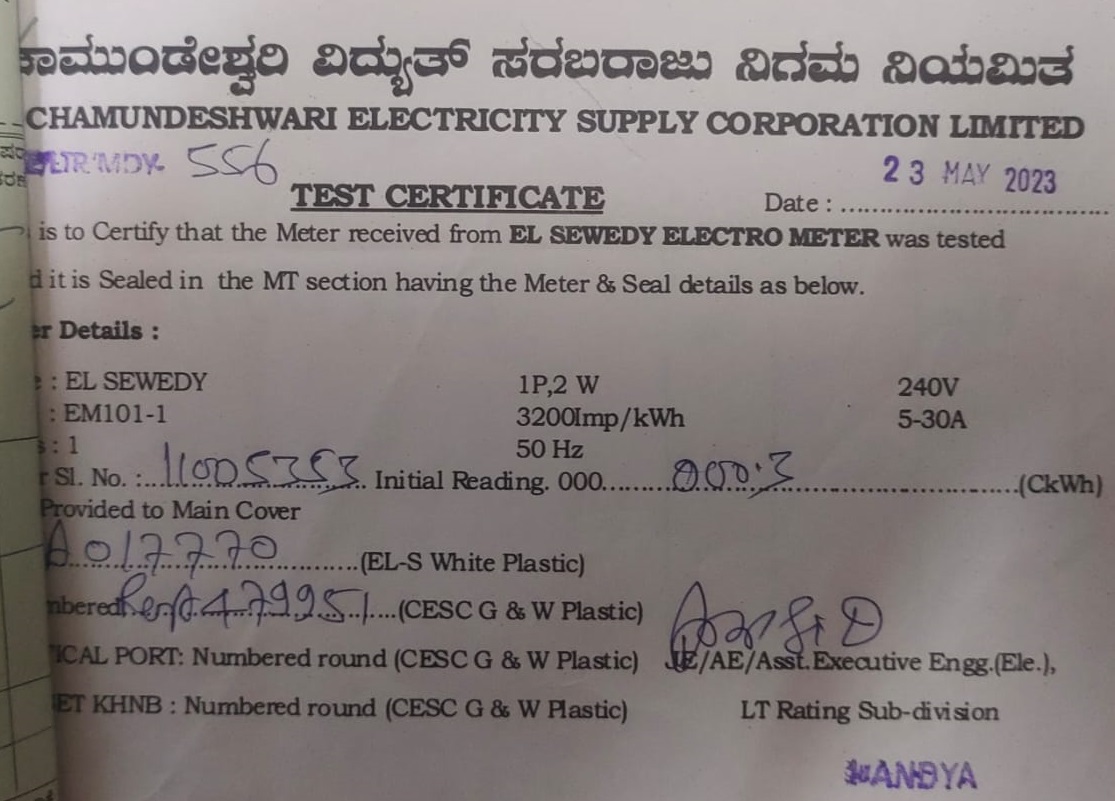 ಚಾಮುಂಡೇಶ್ವರಿ ವಿದ್ಯುತ್ ಸರಬರಾಜು ನಿಗಮ ನಿಯಮಿತ
CHAMUNDESHWARI ELECTRICITY SUPPLY CORPORATION LIMITED
MDY 556
23 MAY 2023
TEST CERTIFICATE Date : ........................................
is to Certify that the Meter received from EL SEWEDY ELECTRO METER was tested
d it is Sealed in the MT section having the Meter & Seal details as below.
er Details :
: EL SEWEDY 1P,2 W 240V
: EM101-1 3200Imp/kWh 5-30A
s : 1 50 Hz
r Sl. No. : 11005353 Initial Reading. 000 000.3 (CkWh)
Provided to Main Cover
A017770 (EL-S White Plastic)
mbered 479951 (CESC G & W Plastic)
ICAL PORT: Numbered round (CESC G & W Plastic) JE/AE/Asst.Executive Engg.(Ele.),
ET KHNB : Numbered round (CESC G & W Plastic) LT Rating Sub-division
MANDYA